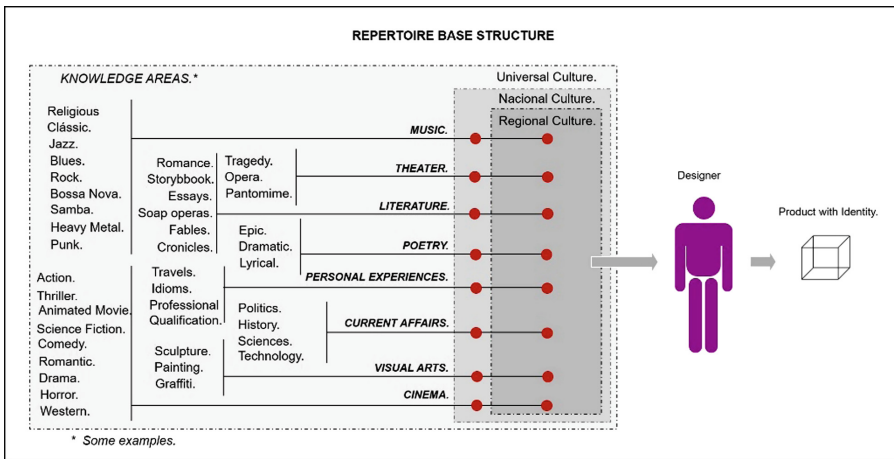 REPERTOIRE BASE STRUCTURE
KNOWLEDGE AREAS.*
Universal Culture.
Nacional Culture.
Regional Culture.
Religious
Clássic.
Jazz.
Blues.
Rock.
Bossa Nova.
Samba.
Heavy Metal.
Punk.
MUSIC.
Tragedy.
Opera.
Pantomime.
THEATER.
Romance.
Storybbook.
Essays.
Soap operas.
Fables.
Cronicles.
LITERATURE.
Epic.
Dramatic.
Lyrical.
POETRY.
Travels.
Idioms.
Professional
Qualification.
PERSONAL EXPERIENCES.
Politics.
History.
Sciences.
Technology.
CURRENT AFFAIRS.
Sculpture.
Painting.
Graffiti.
VISUAL ARTS.
Action.
Thriller.
Animated Movie.
Science Fiction.
Comedy.
Romantic.
Drama.
Horror.
Western.
CINEMA.
Designer
Product with Identity.
* Some examples.